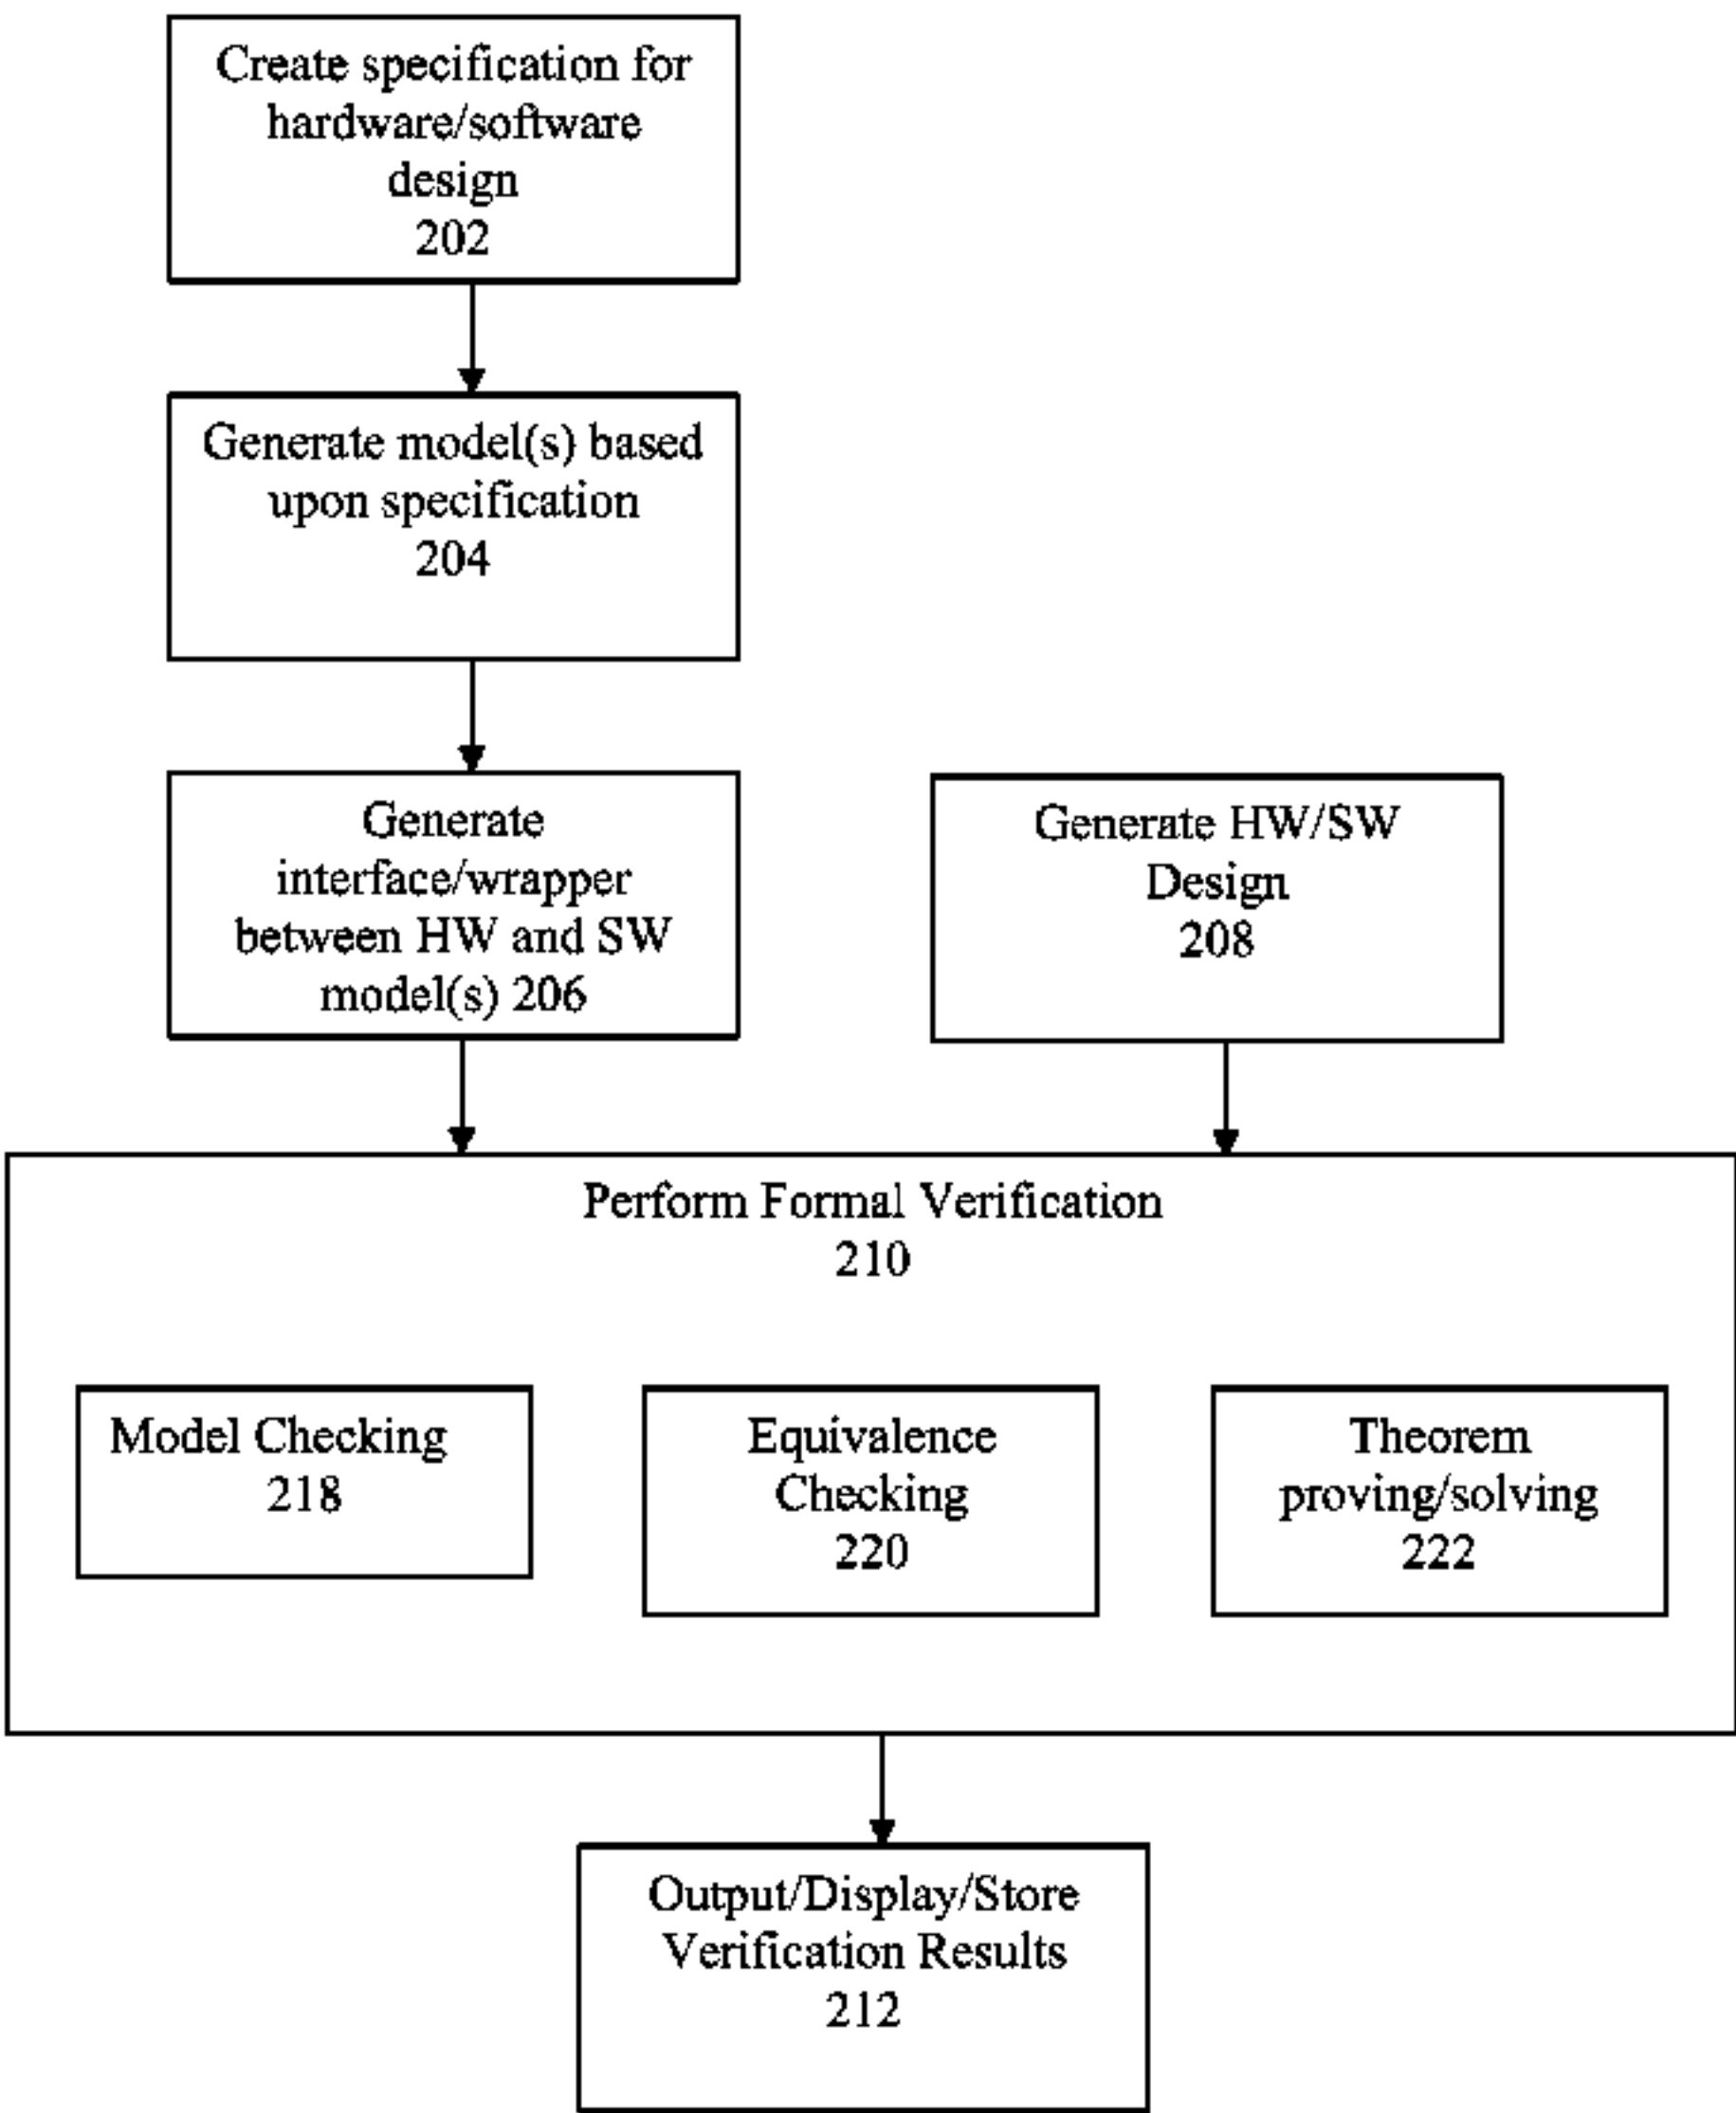 Create specification for
hardware/software
design
202
Generate model(s) based
upon specification
204
Generate
interface/wrapper
between HW and SW
model(s) 206
Generate HW/SW
Design
208
Perform Formal Verification
210
Model Checking
218
Equivalence
Checking
220
Theorem
proving/solving
222
Output/Display/Store
Verification Results
212